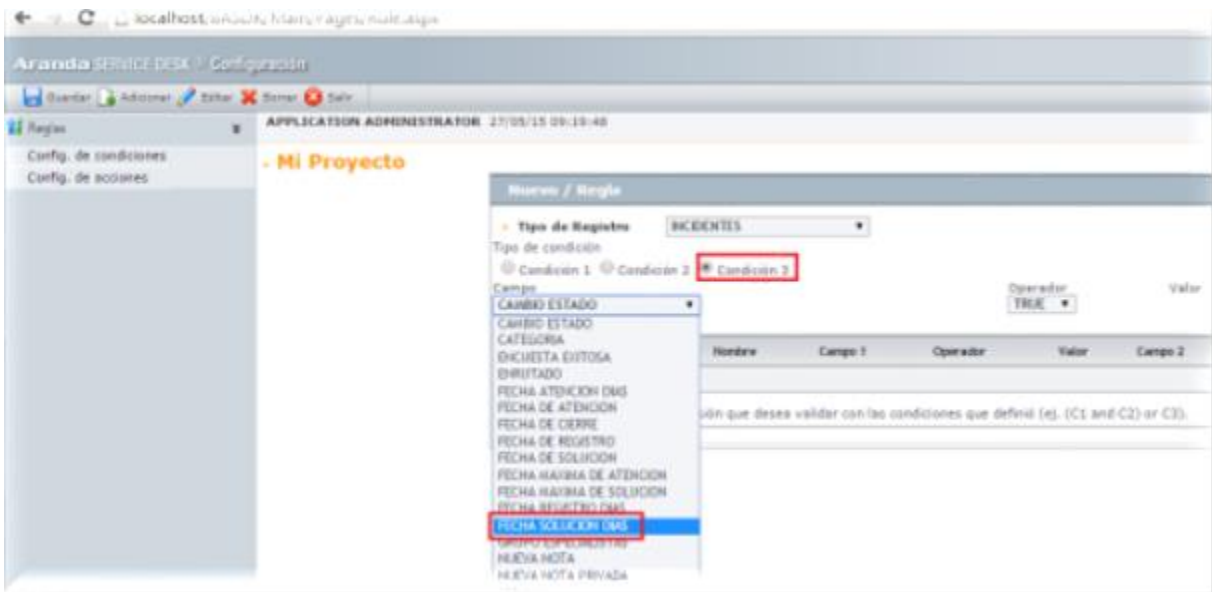 localhost
Aranda SERVICE DESK > Configuración
Guardar Adicionar Editar Borrar Salir
Reglas
APPLICATION ADMINISTRATOR 27/05/15 09:19:48
Config. de condiciones
Config. de acciones
Mi Proyecto
Nuevo / Regla
Tipo de Registro INCIDENTES
Tipo de condición
Condición 1 Condición 2 Condición 3
Campo Operador Valor
CAMBIO ESTADO TRUE
CAMBIO ESTADO
CATEGORIA
ENCUESTA EXITOSA
ENRUTADO
FECHA ATENCION DIAS
FECHA DE ATENCION
FECHA DE CIERRE
FECHA DE REGISTRO
FECHA DE SOLUCION
FECHA MAXIMA DE ATENCION
FECHA MAXIMA DE SOLUCION
FECHA REGISTRO DIAS
FECHA SOLUCION DIAS
GRUPO ESPECIALISTAS
NUEVA NOTA
NUEVA NOTA PRIVADA
Nombre Campo 1 Operador Valor Campo 2
que desea validar con las condiciones que definió (ej. (C1 and C2) or C3).